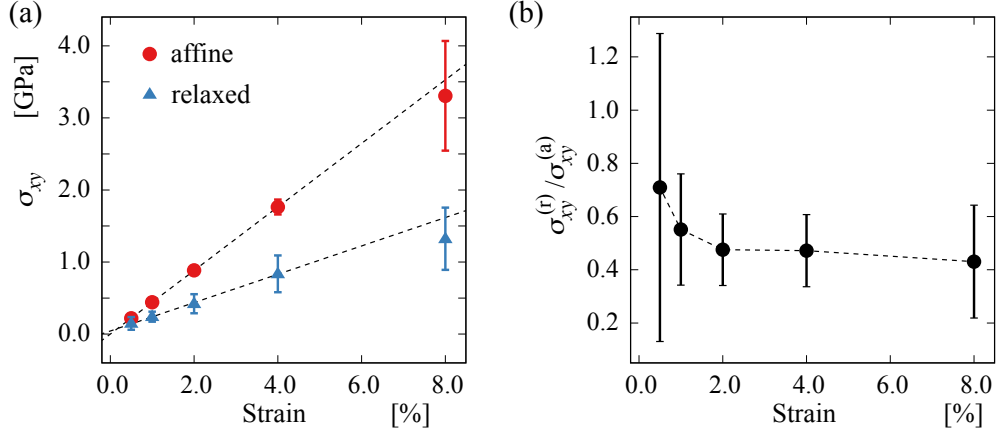 (a)
σxy [GPa]
4.0
3.0
2.0
1.0
0.0
affine
relaxed
0.0 2.0 4.0 6.0 8.0
Strain [%]
(b)
σxy(r)/σxy(a)
1.2
1.0
0.8
0.6
0.4
0.2
0.0 2.0 4.0 6.0 8.0
Strain [%]